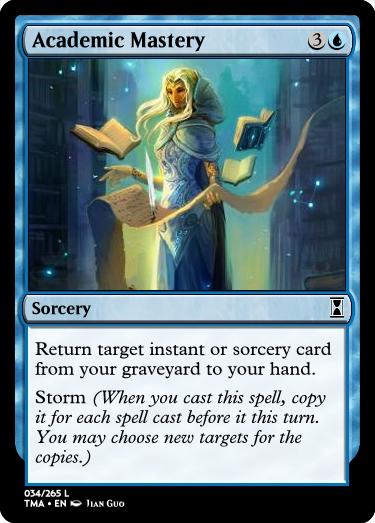 Academic Mastery 3
Sorcery
Return target instant or sorcery card
from your graveyard to your hand.
Storm (When you cast this spell, copy
it for each spell cast before it this turn.
You may choose new targets for the
copies.)
034/265 L
TMA • EN Jian Guo